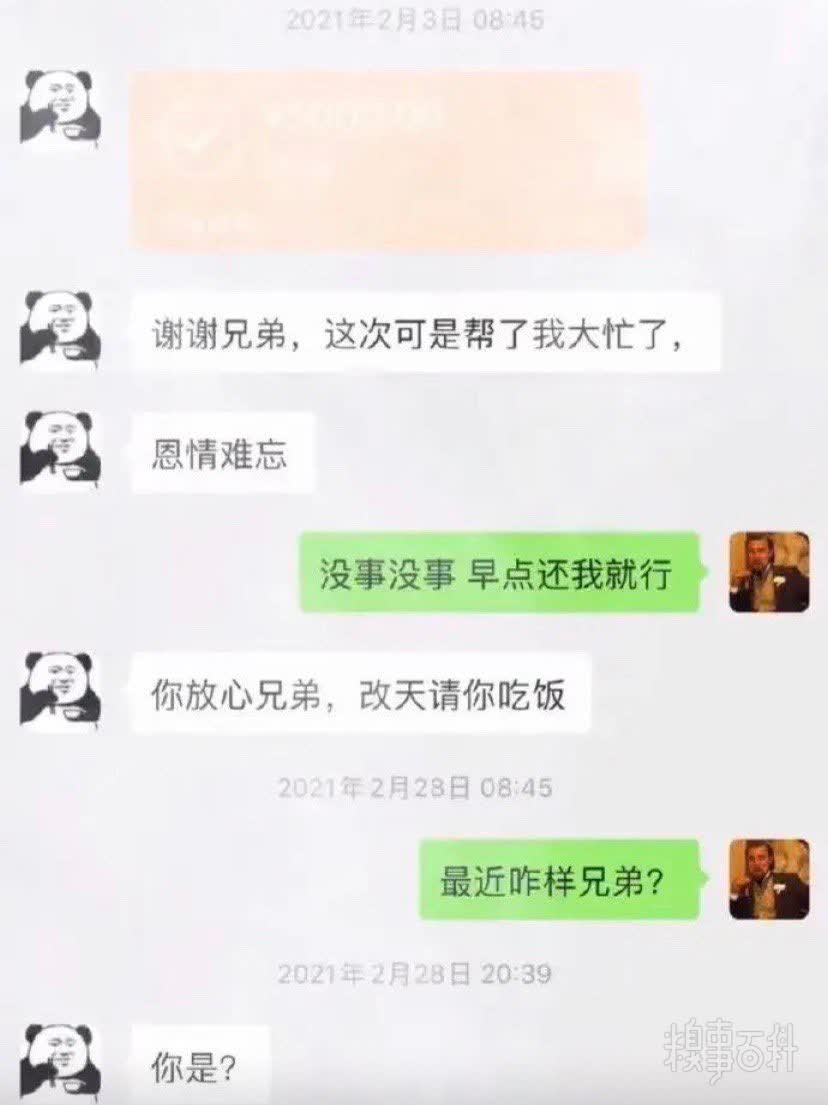 2021年2月3日 08:45
谢谢兄弟，这次可是帮了我大忙了，
恩情难忘
没事没事 早点还我就行
你放心兄弟，改天请你吃饭
2021年2月28日 08:45
最近咋样兄弟？
2021年2月28日 20:39
你是？
糗事百科